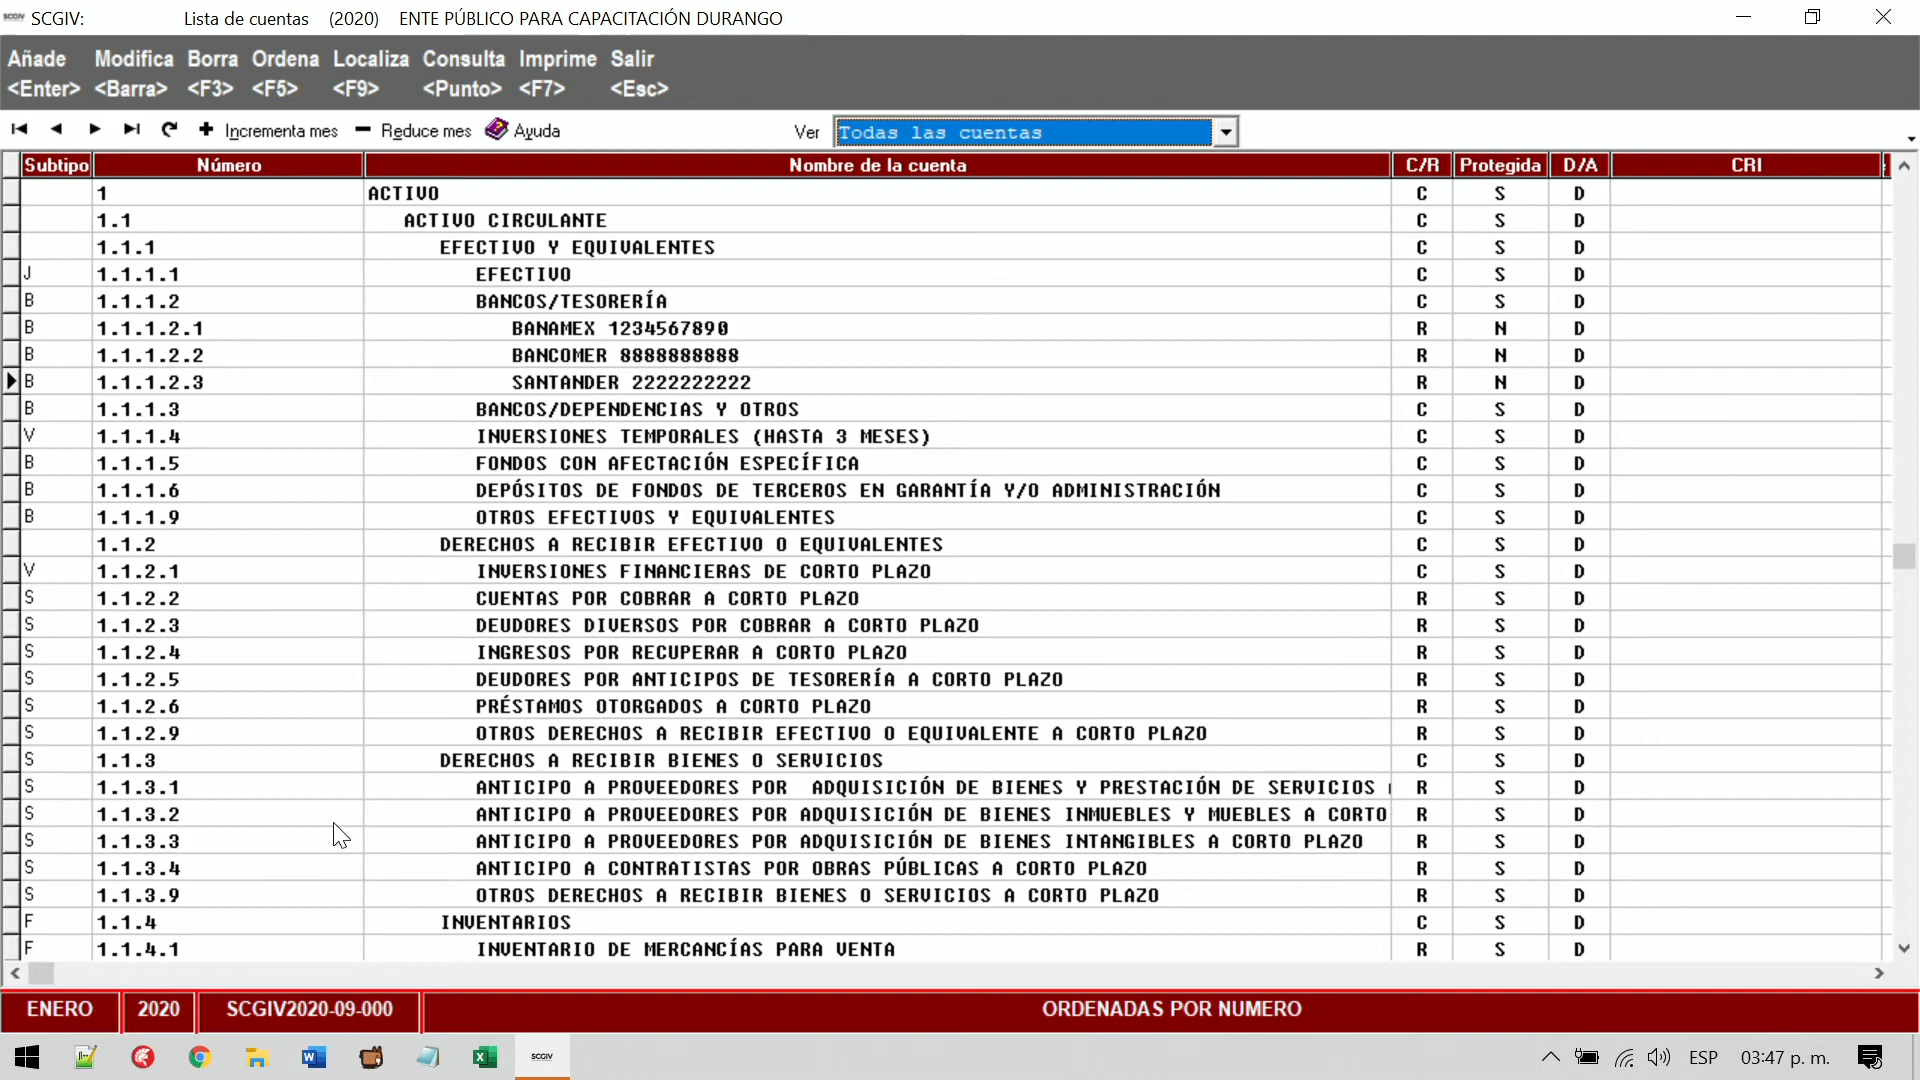 SCGIV: Lista de cuentas (2020) ENTE PÚBLICO PARA CAPACITACIÓN DURANGO
Añade Modifica Borra Ordena Localiza Consulta Imprime Salir
<Enter> <Barra> <F3> <F5> <F9> <Punto> <F7> <Esc>
Incrementa mes Reduce mes Ayuda Ver Todas las cuentas
Subtipo Número Nombre de la cuenta C/R Protegida D/A CRI
1 ACTIVO C S D
1.1 ACTIVO CIRCULANTE C S D
1.1.1 EFECTIVO Y EQUIVALENTES C S D
J 1.1.1.1 EFECTIVO C S D
B 1.1.1.2 BANCOS/TESORERÍA C S D
B 1.1.1.2.1 BANAMEX 1234567890 R N D
B 1.1.1.2.2 BANCOMER 8888888888 R N D
B 1.1.1.2.3 SANTANDER 2222222222 R N D
B 1.1.1.3 BANCOS/DEPENDENCIAS Y OTROS C S D
V 1.1.1.4 INVERSIONES TEMPORALES (HASTA 3 MESES) C S D
B 1.1.1.5 FONDOS CON AFECTACIÓN ESPECÍFICA C S D
B 1.1.1.6 DEPÓSITOS DE FONDOS DE TERCEROS EN GARANTÍA Y/O ADMINISTRACIÓN C S D
B 1.1.1.9 OTROS EFECTIVOS Y EQUIVALENTES C S D
1.1.2 DERECHOS A RECIBIR EFECTIVO O EQUIVALENTES C S D
V 1.1.2.1 INVERSIONES FINANCIERAS DE CORTO PLAZO C S D
S 1.1.2.2 CUENTAS POR COBRAR A CORTO PLAZO R S D
S 1.1.2.3 DEUDORES DIVERSOS POR COBRAR A CORTO PLAZO R S D
S 1.1.2.4 INGRESOS POR RECUPERAR A CORTO PLAZO R S D
S 1.1.2.5 DEUDORES POR ANTICIPOS DE TESORERÍA A CORTO PLAZO R S D
S 1.1.2.6 PRÉSTAMOS OTORGADOS A CORTO PLAZO R S D
S 1.1.2.9 OTROS DERECHOS A RECIBIR EFECTIVO O EQUIVALENTE A CORTO PLAZO R S D
S 1.1.3 DERECHOS A RECIBIR BIENES O SERVICIOS C S D
S 1.1.3.1 ANTICIPO A PROVEEDORES POR ADQUISICIÓN DE BIENES Y PRESTACIÓN DE SERVICIOS R S D
S 1.1.3.2 ANTICIPO A PROVEEDORES POR ADQUISICIÓN DE BIENES INMUEBLES Y MUEBLES A CORTO R S D
S 1.1.3.3 ANTICIPO A PROVEEDORES POR ADQUISICIÓN DE BIENES INTANGIBLES A CORTO PLAZO R S D
S 1.1.3.4 ANTICIPO A CONTRATISTAS POR OBRAS PÚBLICAS A CORTO PLAZO R S D
S 1.1.3.9 OTROS DERECHOS A RECIBIR BIENES O SERVICIOS A CORTO PLAZO R S D
F 1.1.4 INVENTARIOS C S D
F 1.1.4.1 INVENTARIO DE MERCANCÍAS PARA VENTA R S D
ENERO 2020 SCGIV2020-09-000 ORDENADAS POR NUMERO
SCGIV ESP 03:47 p. m.